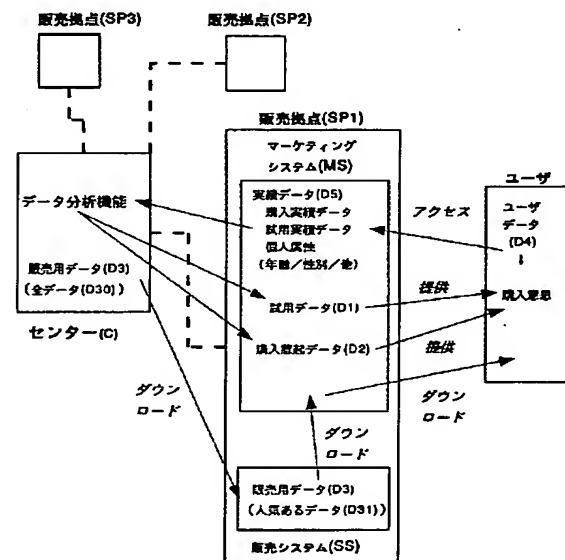 販売拠点(SP3)
販売拠点(SP2)
販売拠点(SP1)
マーケティング
システム(MS)
実績データ(D5)
購入実績データ
試用実績データ
個人属性
(年齢/性別/他)
試用データ(D1)
購入意起データ(D2)
データ分析機能
販売用データ(D3)
(全データ(D30))
センター(C)
ダウン
ロード
ダウン
ロード
販売用データ(D3)
(人気あるデータ(D31))
販売システム(SS)
アクセス
提供
提供
ダウン
ロード
ユーザ
ユーザ
データ
(D4)
購入意思